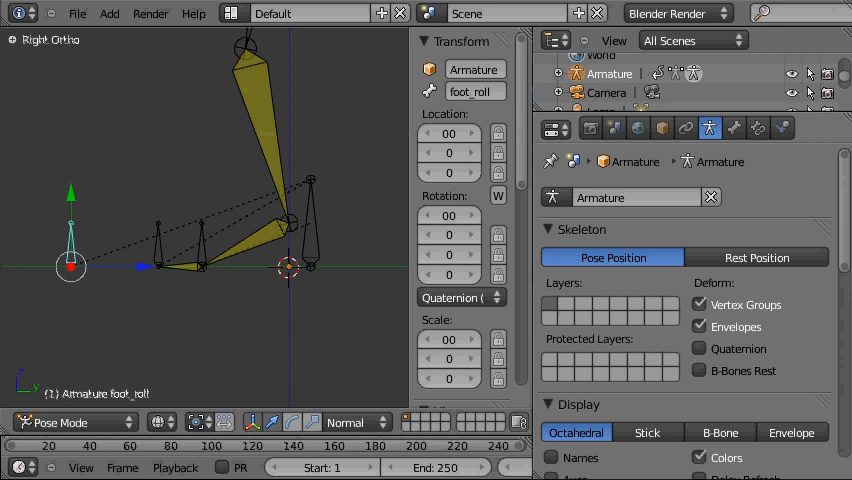 File Add Render Help Default Scene Blender Render
Right Ortho
Transform
Armature
foot_roll
Location:
00
0
0
Rotation:
W
00
0
0
0
Quaternion (
Scale:
00
0
0
View All Scenes
World
Armature
Camera
Armature Armature
Armature
Skeleton
Pose Position Rest Position
Layers: Deform:
Vertex Groups
Envelopes
Protected Layers:
Quaternion
B-Bones Rest
Display
Octahedral Stick B-Bone Envelope
Names Colors
z
y
(1) Armature foot_roll
Pose Mode Normal
20 40 60 80 100 120 140 160 180 200 220 240
View Frame Playback PR Start: 1 End: 250